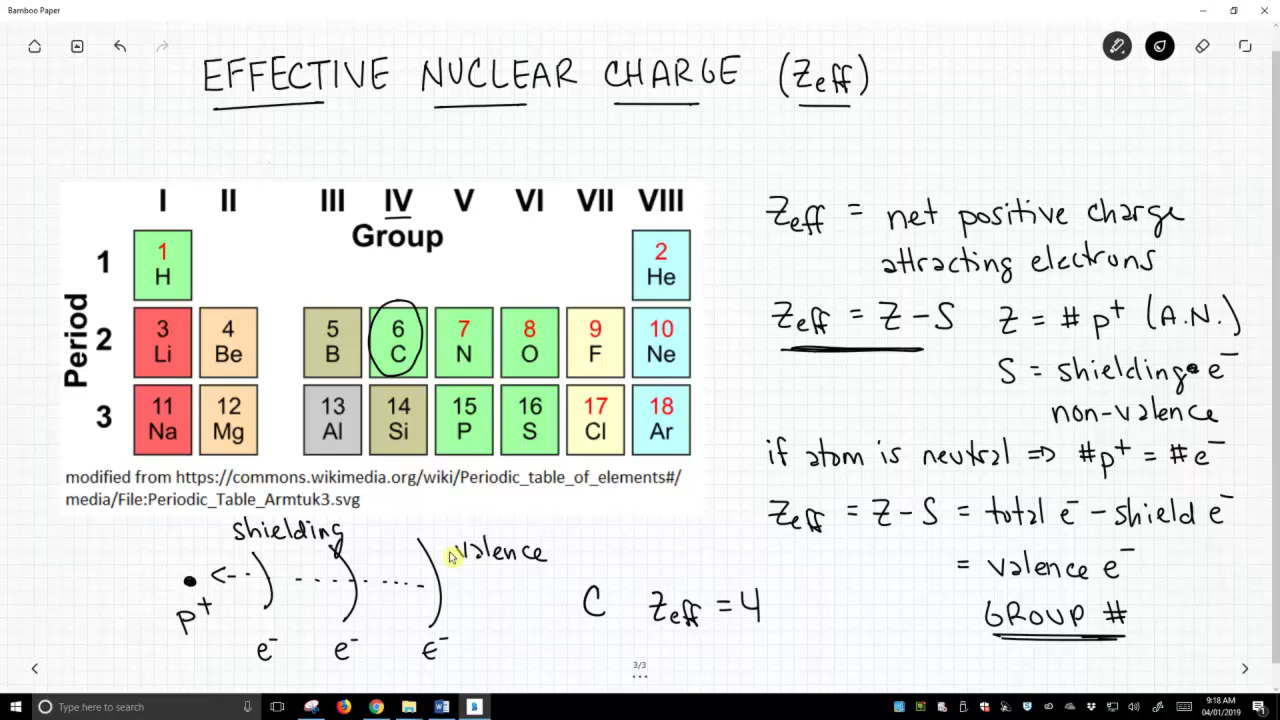 Bamboo Paper
EFFECTIVE NUCLEAR CHARGE (Zeff)
I II III IV V VI VII VIII
Group
Period
1
1 H
2 He
2
3 Li
4 Be
5 B
6 C
7 N
8 O
9 F
10 Ne
3
11 Na
12 Mg
13 Al
14 Si
15 P
16 S
17 Cl
18 Ar
modified from https://commons.wikimedia.org/wiki/Periodic_table_of_elements#/
media/File:Periodic_Table_Armtuk3.svg
Zeff = net positive charge
attracting electrons
Zeff = Z - S Z = # p+ (A.N.)
S = shielding e-
non-valence
if atom is neutral ⇒ #p+ = #e-
Zeff = Z - S = total e- - shield e-
= valence e-
GROUP #
shielding
valence
p+
e- e- e-
C Zeff = 4
3/3
Type here to search
9:18 AM
04/01/2019